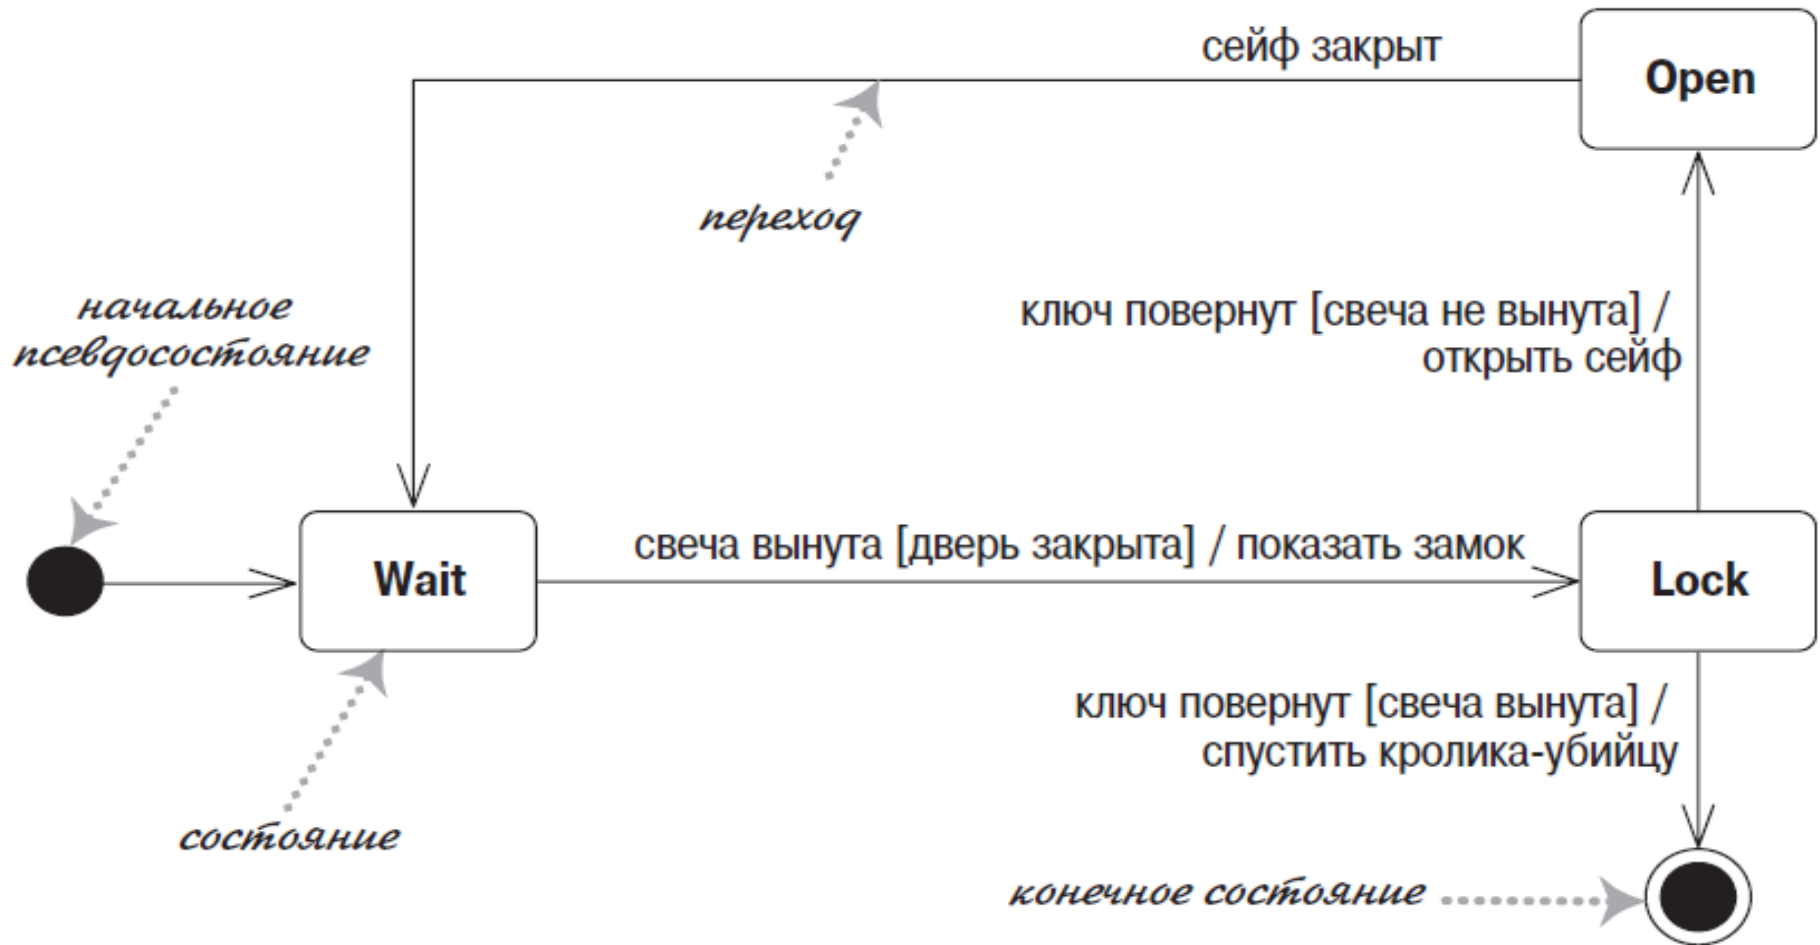 сейф закрыт
Open
переход
начальное
псевдосостояние
ключ повернут [свеча не вынута] /
открыть сейф
Wait
свеча вынута [дверь закрыта] / показать замок
Lock
ключ повернут [свеча вынута] /
спустить кролика-убийцу
состояние
конечное состояние